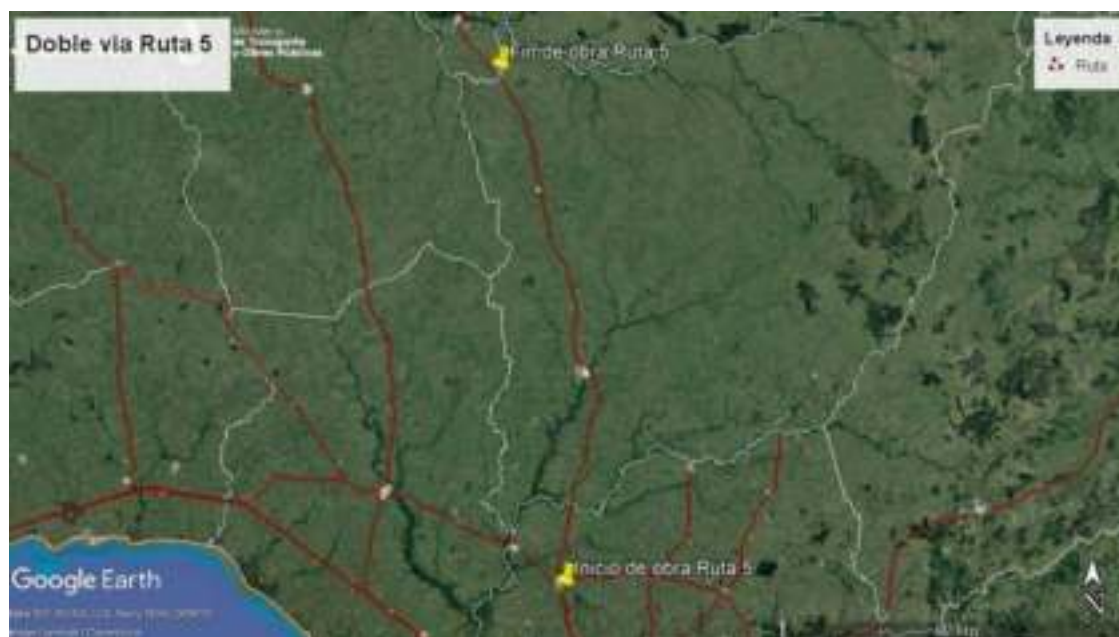 Doble via Ruta 5
Fin de obra Ruta 5
Leyenda
Ruta
Inicio de obra Ruta 5
Google Earth